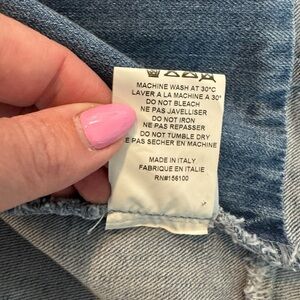 MACHINE WASH AT 30°C
LAVER A LA MACHINE A 30°
DO NOT BLEACH
NE PAS JAVELLISER
DO NOT IRON
NE PAS REPASSER
DO NOT TUMBLE DRY
NE PAS SECHER EN MACHINE
MADE IN ITALY
FABRIQUE EN ITALIE
RN#156100